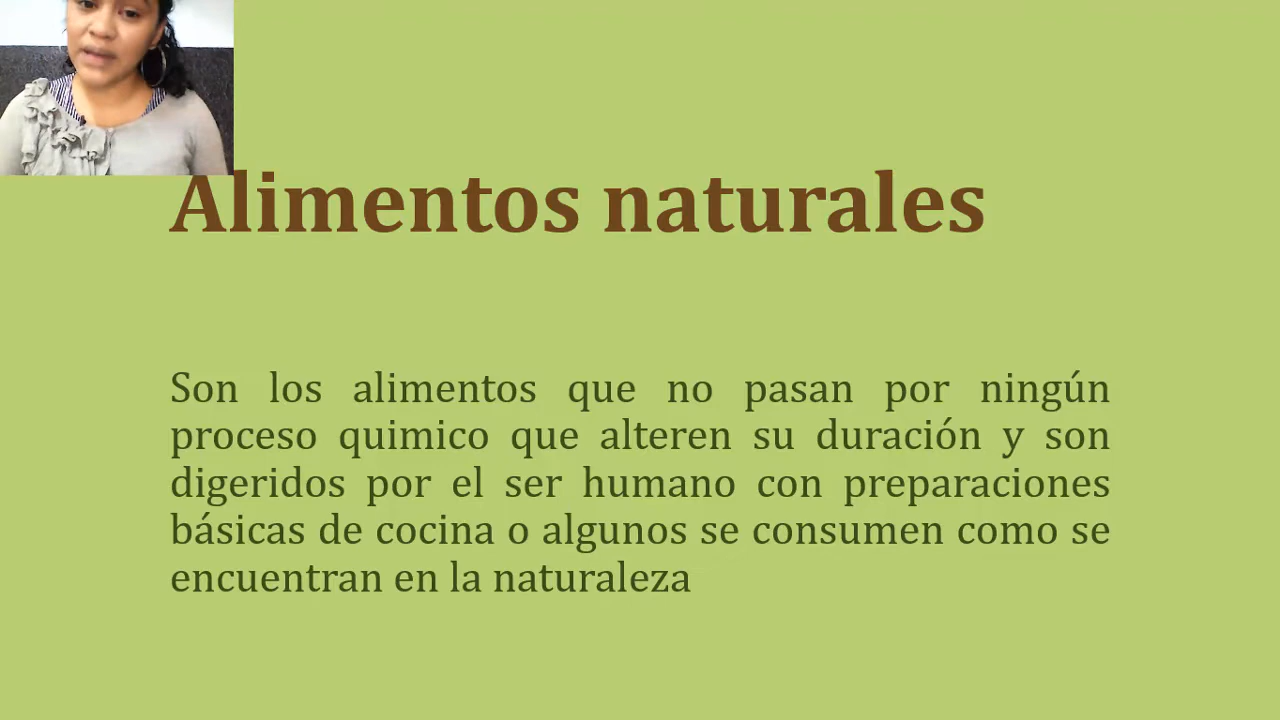 Alimentos naturales
Son los alimentos que no pasan por ningún
proceso quimico que alteren su duración y son
digeridos por el ser humano con preparaciones
básicas de cocina o algunos se consumen como se
encuentran en la naturaleza